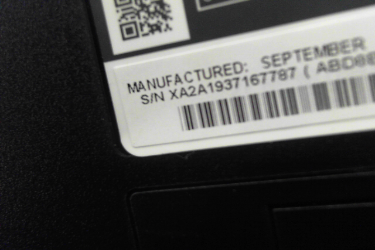 MANUFACTURED: SEPTEMBER
S/N XA2A1937167787 (